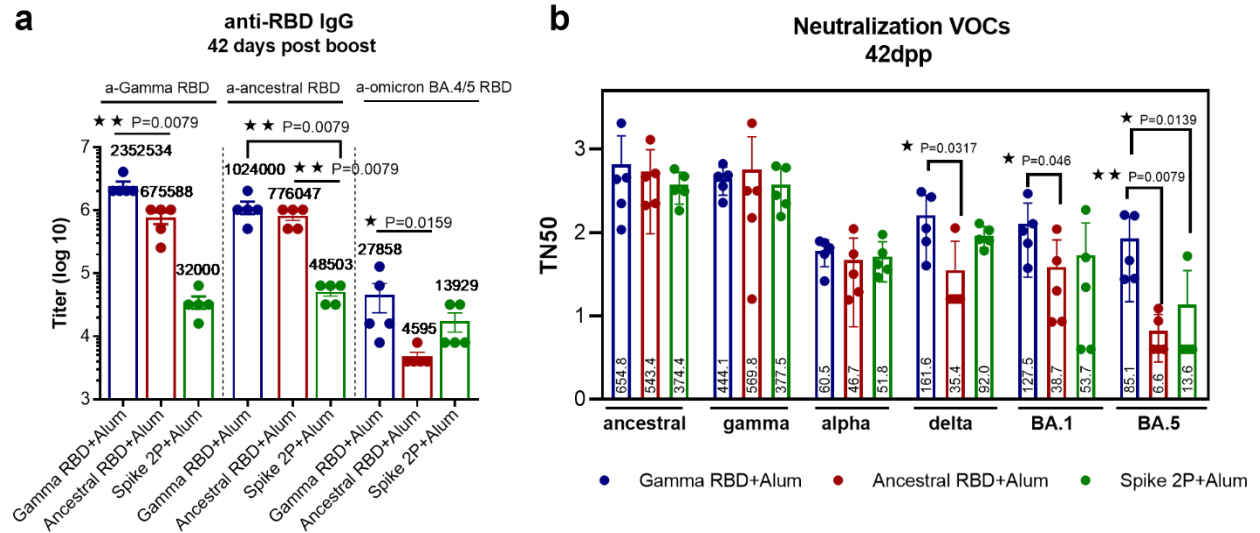 a
anti-RBD IgG
42 days post boost
a-Gamma RBD
a-ancestral RBD
a-omicron BA.4/5 RBD
★★ P=0.0079
★★ P=0.0079
★★ P=0.0079
★ P=0.0159
2352534
675588
32000
1024000
776047
48503
27858
4595
13929
Titer (log 10)
7
6
5
4
3
Gamma RBD+Alum
Ancestral RBD+Alum
Spike 2P+Alum
Gamma RBD+Alum
Ancestral RBD+Alum
Spike 2P+Alum
Gamma RBD+Alum
Ancestral RBD+Alum
Spike 2P+Alum
b
Neutralization VOCs
42dpp
TN50
3
2
1
0
★ P=0.0317
★ P=0.046
★ P=0.0139
★★ P=0.0079
654.8
543.4
374.4
444.1
569.8
377.5
60.5
46.7
51.8
161.6
35.4
92.0
127.5
38.7
53.7
85.1
6.6
13.6
ancestral
gamma
alpha
delta
BA.1
BA.5
Gamma RBD+Alum
Ancestral RBD+Alum
Spike 2P+Alum